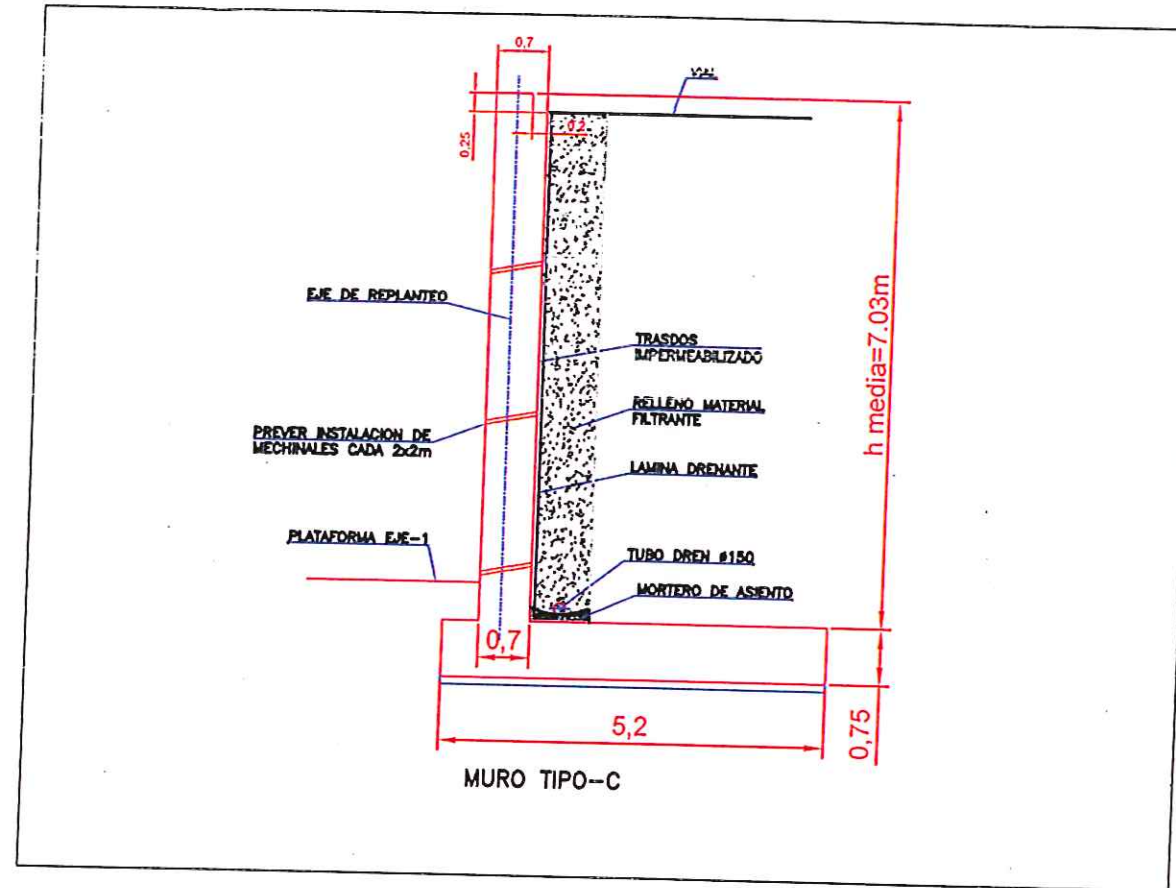 0,7
VIAL
0,25
0,2
EJE DE REPLANTEO
TRASDOS
IMPERMEABILIZADO
h media=7.03m
RELLENO MATERIAL
FILTRANTE
PREVER INSTALACION DE
MECHINALES CADA 2x2m
LAMINA DRENANTE
PLATAFORMA EJE-1
TUBO DREN ø150
MORTERO DE ASIENTO
0,7
5,2
0,75
MURO TIPO-C